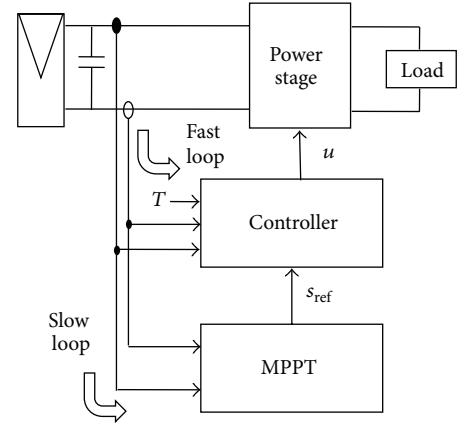 Power
stage
Load
Fast
loop
u
T
Controller
s_ref
Slow
loop
MPPT